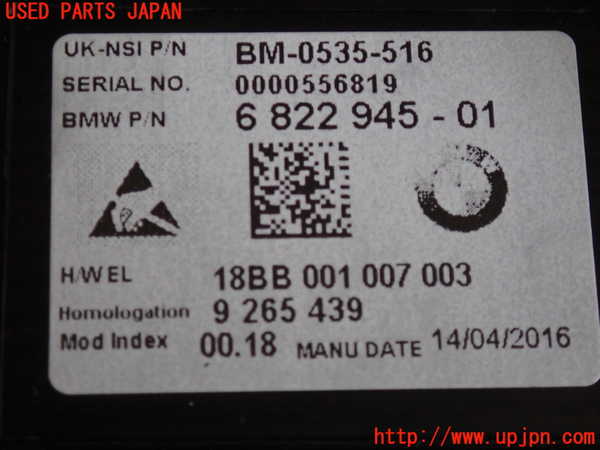 USED PARTS JAPAN
UK-NSI P/N BM-0535-516
SERIAL NO. 0000556819
BMW P/N 6 822 945 - 01
H/W EL 18BB 001 007 003
Homologation 9 265 439
Mod Index 00.18 MANU DATE 14/04/2016
http://www.upjpn.com